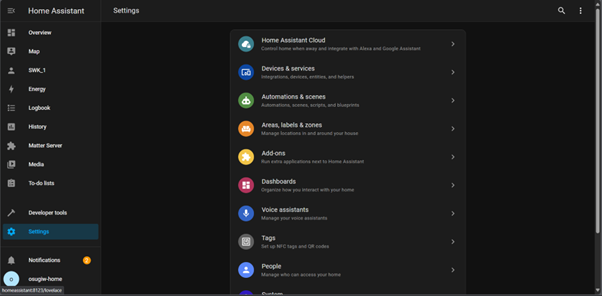 Home Assistant
Settings
Overview
Map
SWK_1
Energy
Logbook
History
Matter Server
Media
To-do lists
Developer tools
Settings
Notifications
2
o
osugiw-home
homeassistant:8123/lovelace
Home Assistant Cloud
Control home when away and integrate with Alexa and Google Assistant
Devices & services
Integrations, devices, entities, and helpers
Automations & scenes
Automations, scenes, scripts, and blueprints
Areas, labels & zones
Manage locations in and around your house
Add-ons
Run extra applications next to Home Assistant
Dashboards
Organize how you interact with your home
Voice assistants
Manage your voice assistants
Tags
Set up NFC tags and QR codes
People
Manage who can access your home
System